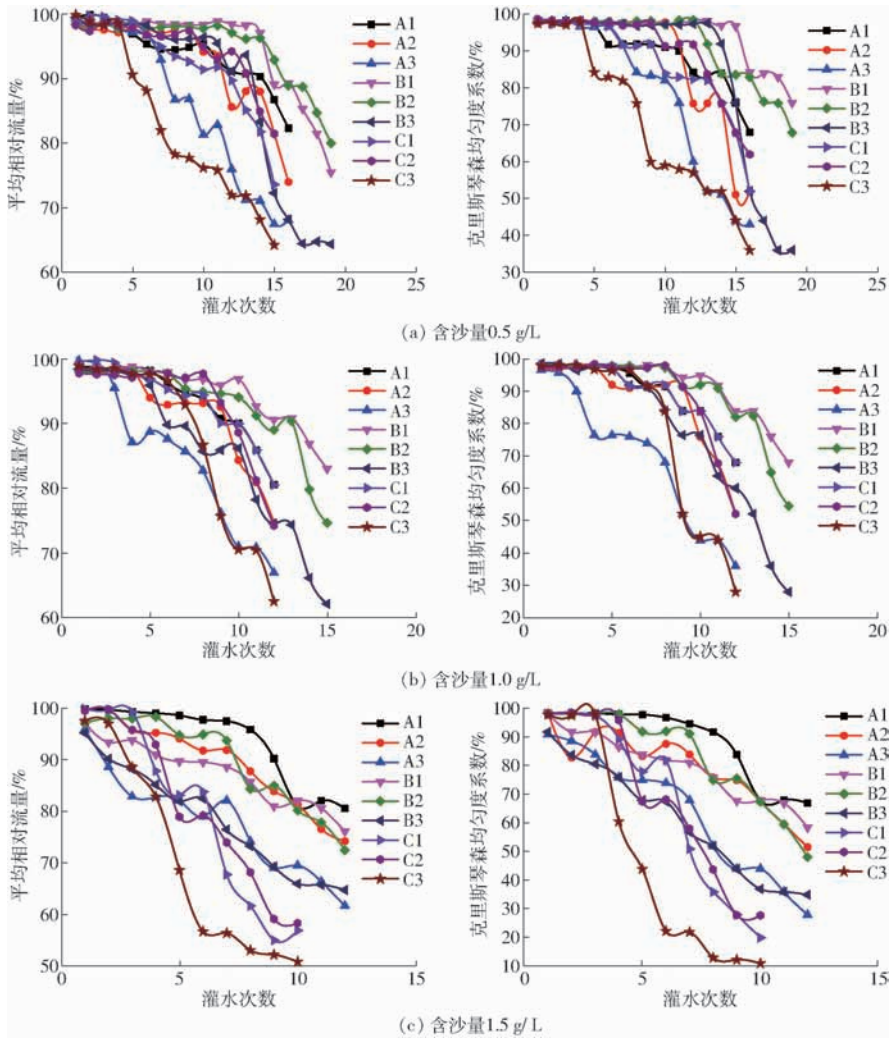 100
90
80
70
60
平均相对流量/%
0 5 10 15 20 25
灌水次数
A1
A2
A3
B1
B2
B3
C1
C2
C3
100
90
80
70
60
50
40
30
克里斯琴森均匀度系数/%
0 5 10 15 20 25
灌水次数
A1
A2
A3
B1
B2
B3
C1
C2
C3
(a) 含沙量0.5 g/L
100
90
80
70
60
平均相对流量/%
0 5 10 15 20
灌水次数
A1
A2
A3
B1
B2
B3
C1
C2
C3
100
90
80
70
60
50
40
30
20
克里斯琴森均匀度系数/%
0 5 10 15 20
灌水次数
A1
A2
A3
B1
B2
B3
C1
C2
C3
(b) 含沙量1.0 g/L
100
90
80
70
60
50
平均相对流量/%
0 5 10 15
灌水次数
A1
A2
A3
B1
B2
B3
C1
C2
C3
100
90
80
70
60
50
40
30
20
10
克里斯琴森均匀度系数/%
0 5 10 15
灌水次数
A1
A2
A3
B1
B2
B3
C1
C2
C3
(c) 含沙量1.5 g/ L